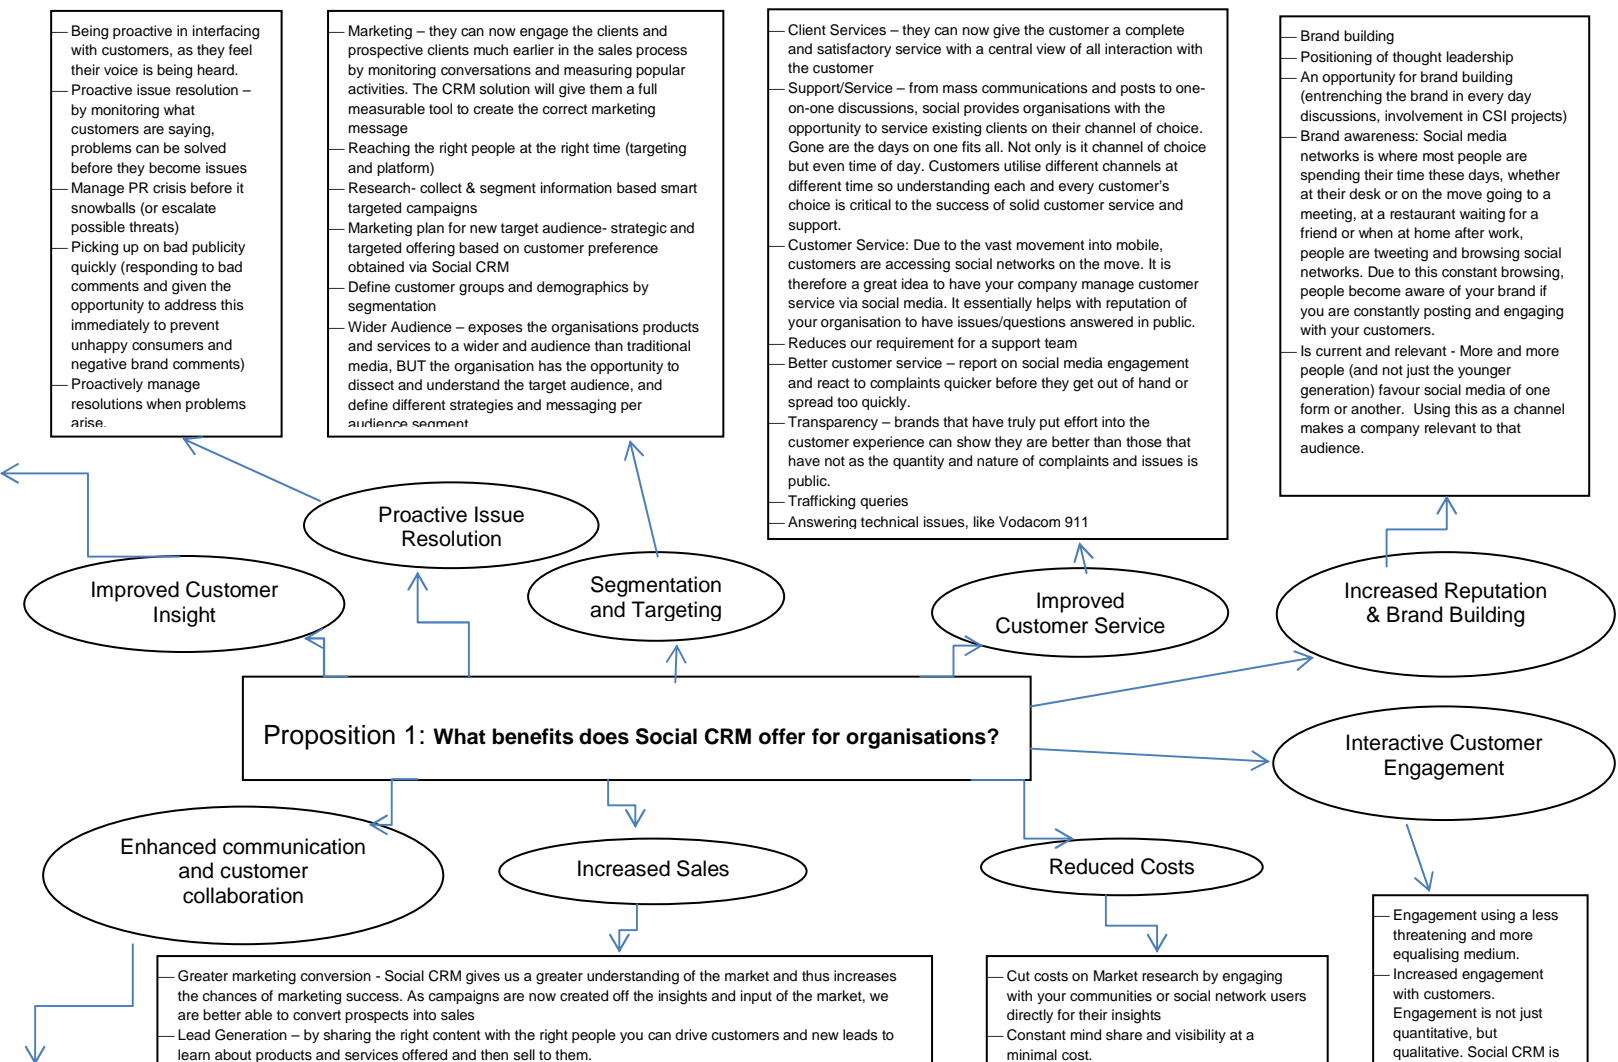 — Being proactive in interfacing
with customers, as they feel
their voice is being heard.
— Proactive issue resolution –
by monitoring what
customers are saying,
problems can be solved
before they become issues
— Manage PR crisis before it
snowballs (or escalate
possible threats)
— Picking up on bad publicity
quickly (responding to bad
comments and given the
opportunity to address this
immediately to prevent
unhappy consumers and
negative brand comments)
— Proactively manage
resolutions when problems
arise.
— Marketing – they can now engage the clients and
prospective clients much earlier in the sales process
by monitoring conversations and measuring popular
activities. The CRM solution will give them a full
measurable tool to create the correct marketing
message
— Reaching the right people at the right time (targeting
and platform)
— Research- collect & segment information based smart
targeted campaigns
— Marketing plan for new target audience- strategic and
targeted offering based on customer preference
obtained via Social CRM
— Define customer groups and demographics by
segmentation
— Wider Audience – exposes the organisations products
and services to a wider and audience than traditional
media, BUT the organisation has the opportunity to
dissect and understand the target audience, and
define different strategies and messaging per
audience segment
— Client Services – they can now give the customer a complete
and satisfactory service with a central view of all interaction with
the customer
— Support/Service – from mass communications and posts to one-
on-one discussions, social provides organisations with the
opportunity to service existing clients on their channel of choice.
Gone are the days on one fits all. Not only is it channel of choice
but even time of day. Customers utilise different channels at
different time so understanding each and every customer's
choice is critical to the success of solid customer service and
support.
— Customer Service: Due to the vast movement into mobile,
customers are accessing social networks on the move. It is
therefore a great idea to have your company manage customer
service via social media. It essentially helps with reputation of
your organisation to have issues/questions answered in public.
— Reduces our requirement for a support team
— Better customer service – report on social media engagement
and react to complaints quicker before they get out of hand or
spread too quickly.
— Transparency – brands that have truly put effort into the
customer experience can show they are better than those that
have not as the quantity and nature of complaints and issues is
public.
— Trafficking queries
— Answering technical issues, like Vodacom 911
— Brand building
— Positioning of thought leadership
— An opportunity for brand building
(entrenching the brand in every day
discussions, involvement in CSI projects)
— Brand awareness: Social media
networks is where most people are
spending their time these days, whether
at their desk or on the move going to a
meeting, at a restaurant waiting for a
friend or when at home after work,
people are tweeting and browsing social
networks. Due to this constant browsing,
people become aware of your brand if
you are constantly posting and engaging
with your customers.
— Is current and relevant - More and more
people (and not just the younger
generation) favour social media of one
form or another.  Using this as a channel
makes a company relevant to that
audience.
Proactive Issue
Resolution
Improved Customer
Insight
Segmentation
and Targeting
Improved
Customer Service
Increased Reputation
& Brand Building
Proposition 1: What benefits does Social CRM offer for organisations?
Interactive Customer
Engagement
Enhanced communication
and customer
collaboration
Increased Sales
Reduced Costs
— Greater marketing conversion - Social CRM gives us a greater understanding of the market and thus increases
the chances of marketing success. As campaigns are now created off the insights and input of the market, we
are better able to convert prospects into sales
— Lead Generation – by sharing the right content with the right people you can drive customers and new leads to
learn about products and services offered and then sell to them.
— Cut costs on Market research by engaging
with your communities or social network users
directly for their insights
— Constant mind share and visibility at a
minimal cost.
— Engagement using a less
threatening and more
equalising medium.
— Increased engagement
with customers.
Engagement is not just
quantitative, but
qualitative. Social CRM is